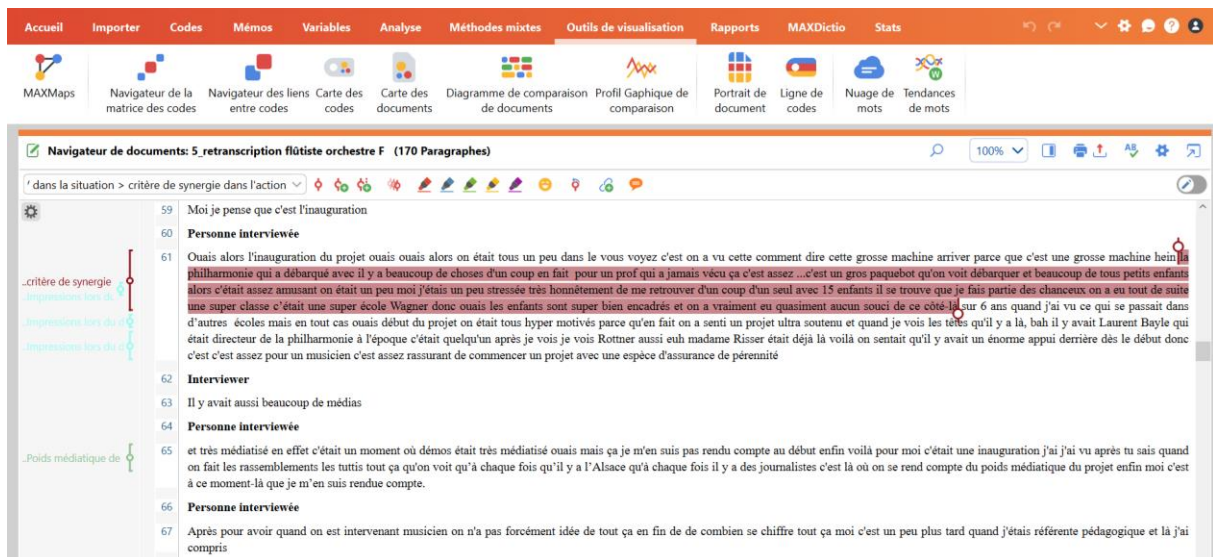 Accueil Importer Codes Mémos Variables Analyse Méthodes mixtes Outils de visualisation Rapports MAXDictio Stats
MAXMaps
Navigateur de la
matrice des codes
Navigateur des liens
entre codes
Carte des
codes
Carte des
documents
Diagramme de comparaison
de documents
Profil Gaphique de
comparaison
Portrait de
document
Ligne de
codes
Nuage de
mots
Tendances
de mots
Navigateur de documents: 5_retranscription flûtiste orchestre F (170 Paragraphes)
100%
' dans la situation > critère de synergie dans l'action
59 Moi je pense que c'est l'inauguration
60 Personne interviewée
61 Ouais alors l'inauguration du projet ouais ouais alors on était tous un peu dans le vous voyez c'est on a vu cette comment dire cette grosse machine arriver parce que c'est une grosse machine hein la
philharmonie qui a débarqué avec il y a beaucoup de choses d'un coup en fait pour un prof qui a jamais vécu ça c'est assez ...c'est un gros paquebot qu'on voit débarquer et beaucoup de tous petits enfants
..critère de synergie
alors c'était assez amusant on était un peu moi j'étais un peu stressée très honnêtement de me retrouver d'un coup d'un seul avec 15 enfants il se trouve que je fais partie des chanceux on a eu tout de suite
..Impressions lors du
une super classe c'était une super école Wagner donc ouais les enfants sont super bien encadrés et on a vraiment eu quasiment aucun souci de ce côté-là sur 6 ans quand j'ai vu ce qui se passait dans
..Impressions lors du d
d'autres écoles mais en tout cas ouais début du projet on était tous hyper motivés parce qu'en fait on a senti un projet ultra soutenu et quand je vois les têtes qu'il y a là, bah il y avait Laurent Bayle qui
était directeur de la philharmonie à l'époque c'était quelqu'un après je vois je vois Rottner aussi euh madame Risser était déjà là voilà on sentait qu'il y avait un énorme appui derrière dès le début donc
..Impressions lors du d
c'est c'est assez pour un musicien c'est assez rassurant de commencer un projet avec une espèce d'assurance de pérennité
62 Interviewer
63 Il y avait aussi beaucoup de médias
64 Personne interviewée
65 et très médiatisé en effet c'était un moment où démos était très médiatisé ouais mais ça je m'en suis pas rendu compte au début enfin voilà pour moi c'était une inauguration j'ai j'ai vu après tu sais quand
..Poids médiatique de
on fait les rassemblements les tuttis tout ça qu'on voit qu'à chaque fois qu'il y a l'Alsace qu'à chaque fois il y a des journalistes c'est là où on se rend compte du poids médiatique du projet enfin moi c'est
à ce moment-là que je m'en suis rendue compte.
66 Personne interviewée
67 Après pour avoir quand on est intervenant musicien on n'a pas forcément idée de tout ça en fin de de combien se chiffre tout ça moi c'est un peu plus tard quand j'étais référente pédagogique et là j'ai
compris